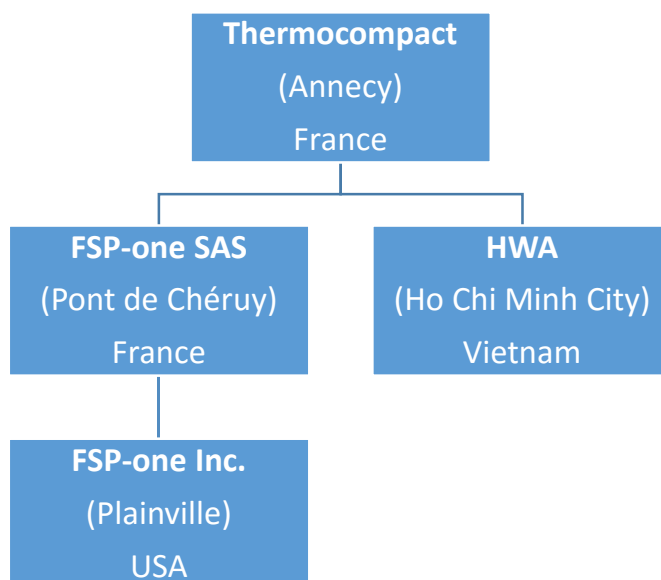 Thermocompact
(Annecy)
France
FSP-one SAS
(Pont de Chéruy)
France
HWA
(Ho Chi Minh City)
Vietnam
FSP-one Inc.
(Plainville)
USA